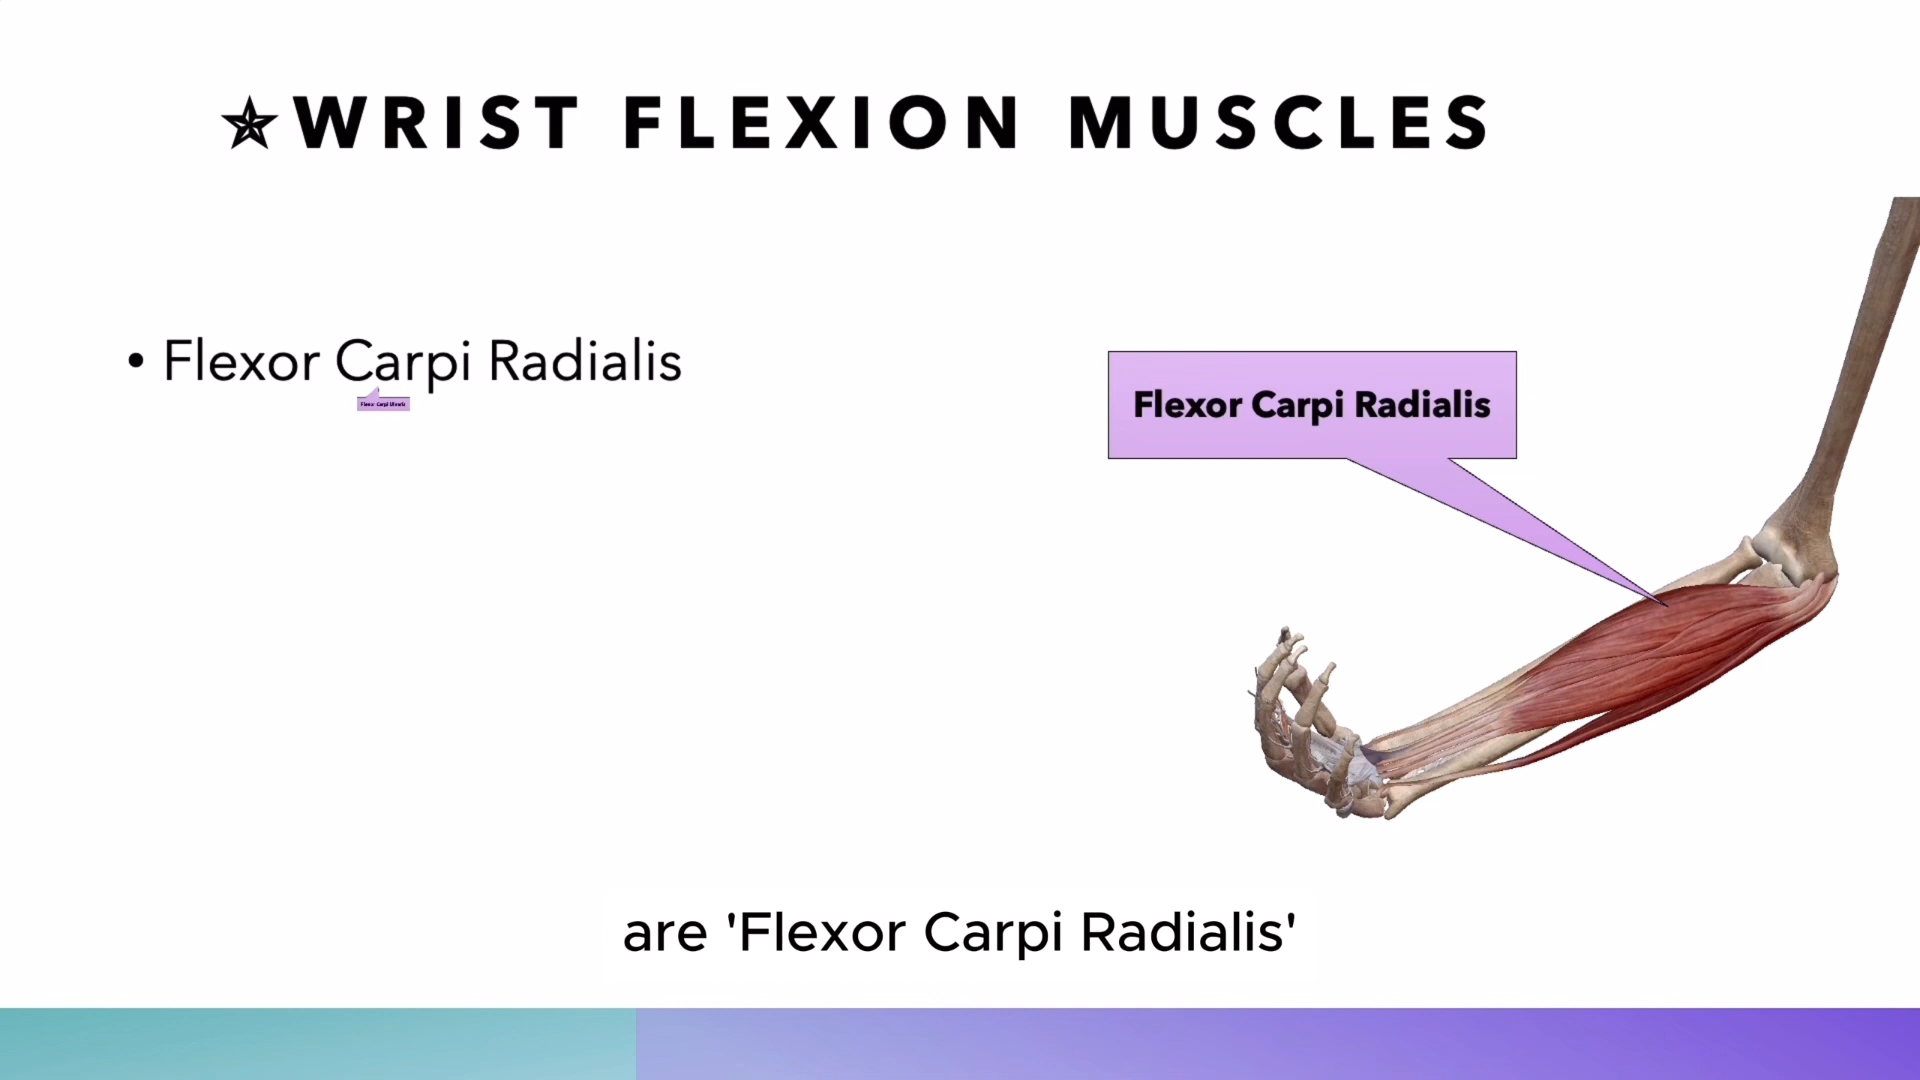 ★WRIST FLEXION MUSCLES
• Flexor Carpi Radialis
Flexor Carpi Radialis
are 'Flexor Carpi Radialis'